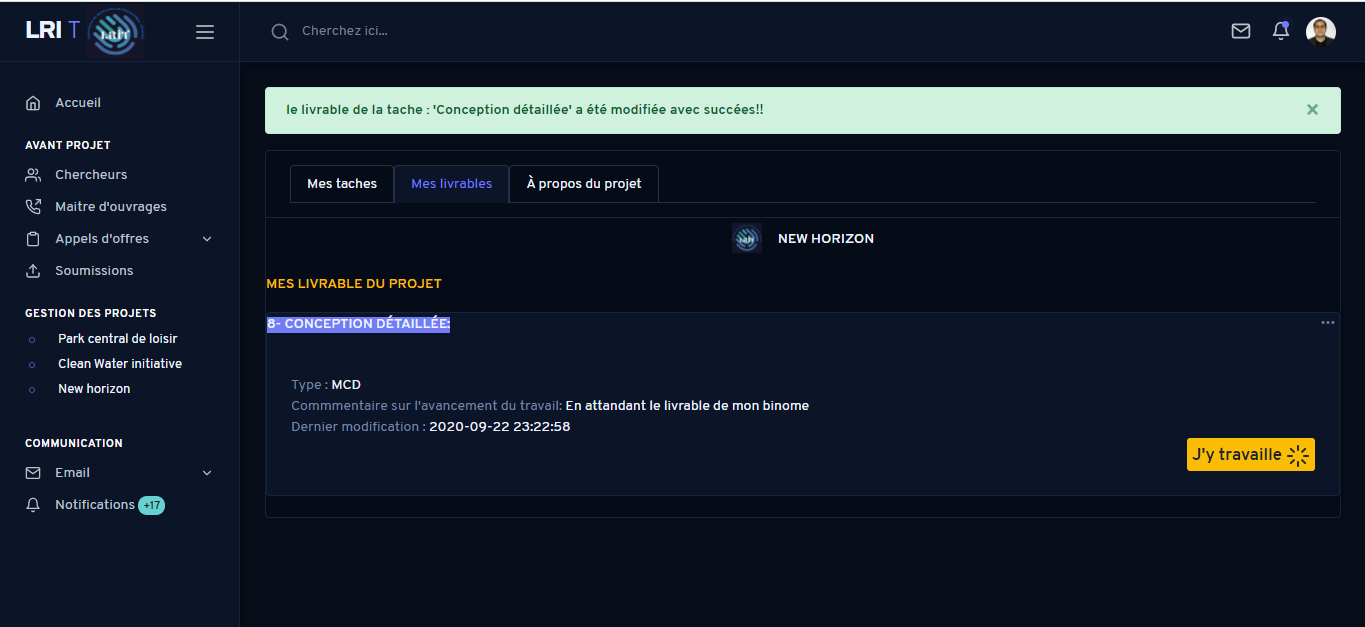 LRI T
LRIT
Cherchez ici...
Accueil
AVANT PROJET
Chercheurs
Maitre d'ouvrages
Appels d'offres
Soumissions
GESTION DES PROJETS
Park central de loisir
Clean Water initiative
New horizon
COMMUNICATION
Email
Notifications +17
le livrable de la tache : 'Conception détaillée' a été modifiée avec succées!!
×
Mes taches
Mes livrables
À propos du projet
NEW HORIZON
MES LIVRABLE DU PROJET
8- CONCEPTION DÉTAILLÉE:
Type : MCD
Commmentaire sur l'avancement du travail: En attandant le livrable de mon binome
Dernier modification : 2020-09-22 23:22:58
J'y travaille